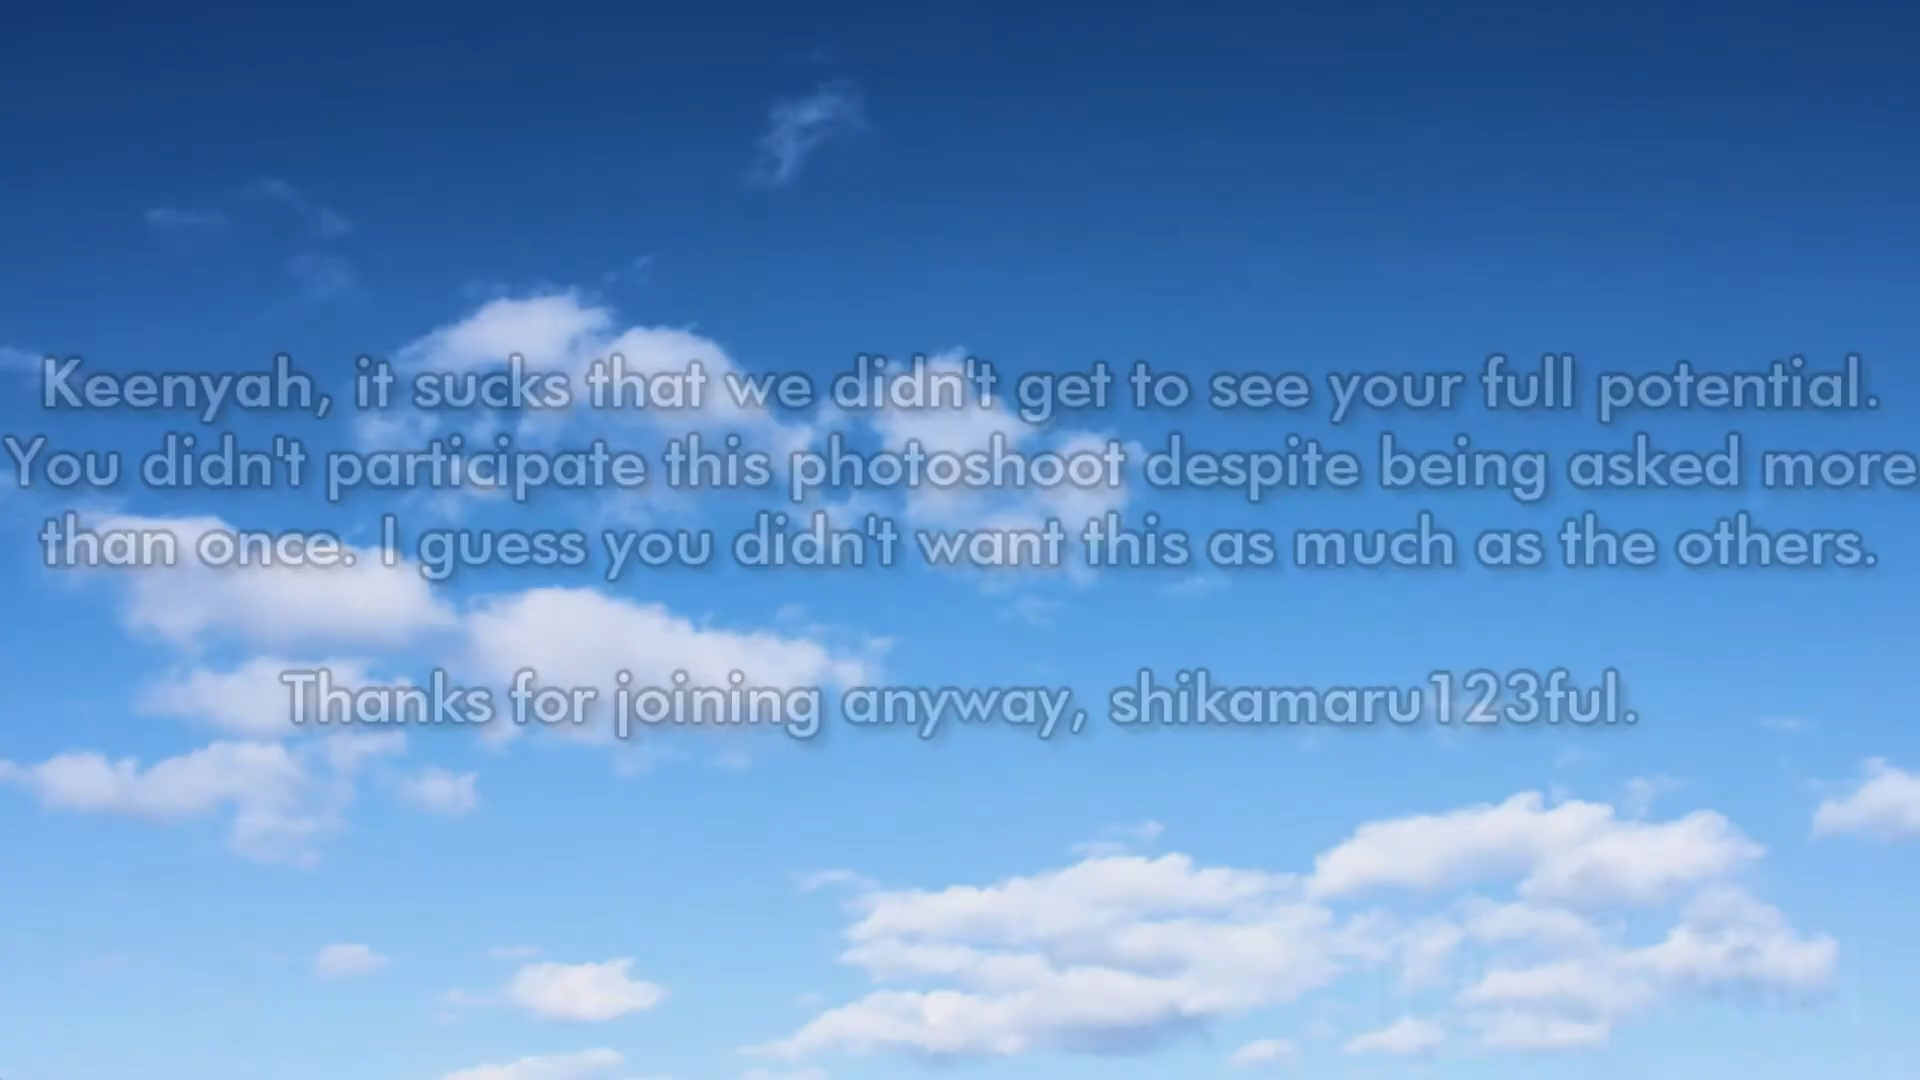 Keenyah, it sucks that we didn't get to see your full potential.
You didn't participate this photoshoot despite being asked more
than once. I guess you didn't want this as much as the others.
Thanks for joining anyway, shikamaru123ful.